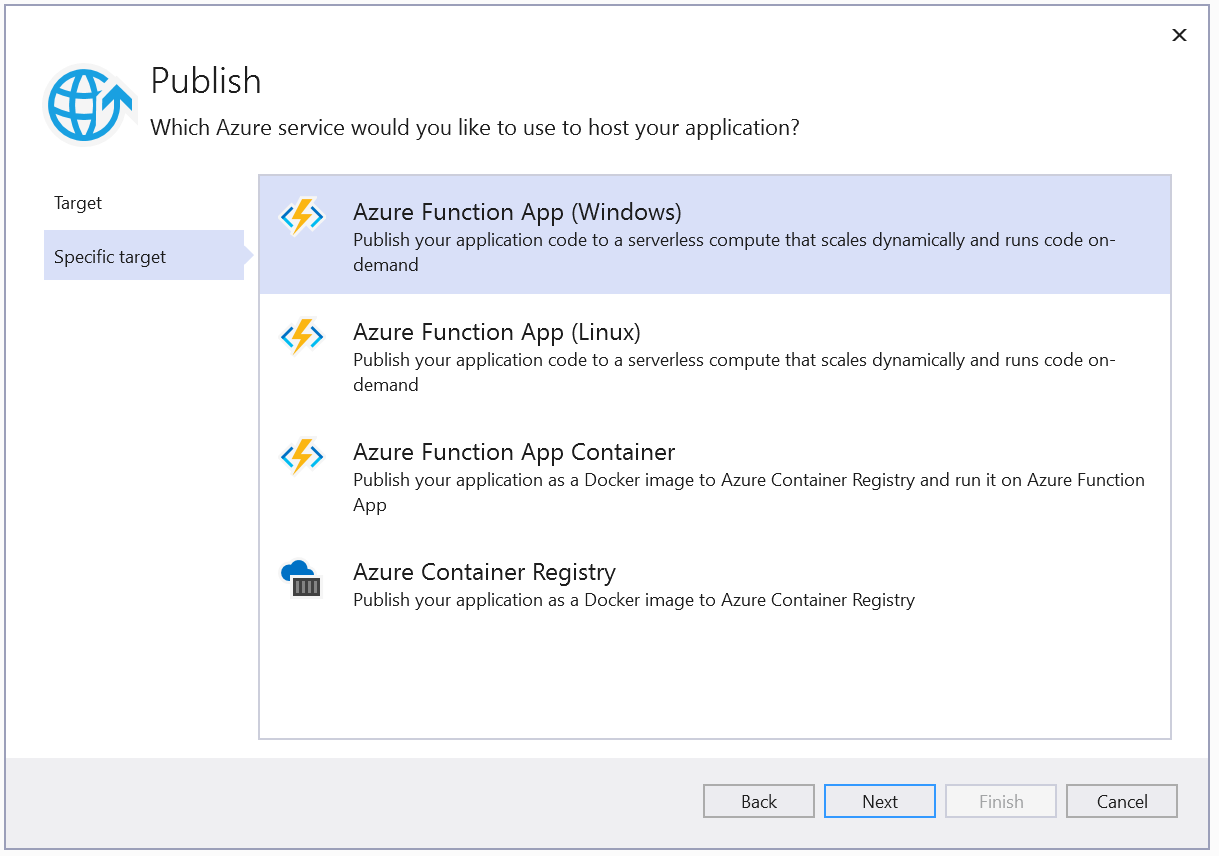 Publish
Which Azure service would you like to use to host your application?
Target
Specific target
Azure Function App (Windows)
Publish your application code to a serverless compute that scales dynamically and runs code on-
demand
Azure Function App (Linux)
Publish your application code to a serverless compute that scales dynamically and runs code on-
demand
Azure Function App Container
Publish your application as a Docker image to Azure Container Registry and run it on Azure Function
App
Azure Container Registry
Publish your application as a Docker image to Azure Container Registry
Back
Next
Finish
Cancel